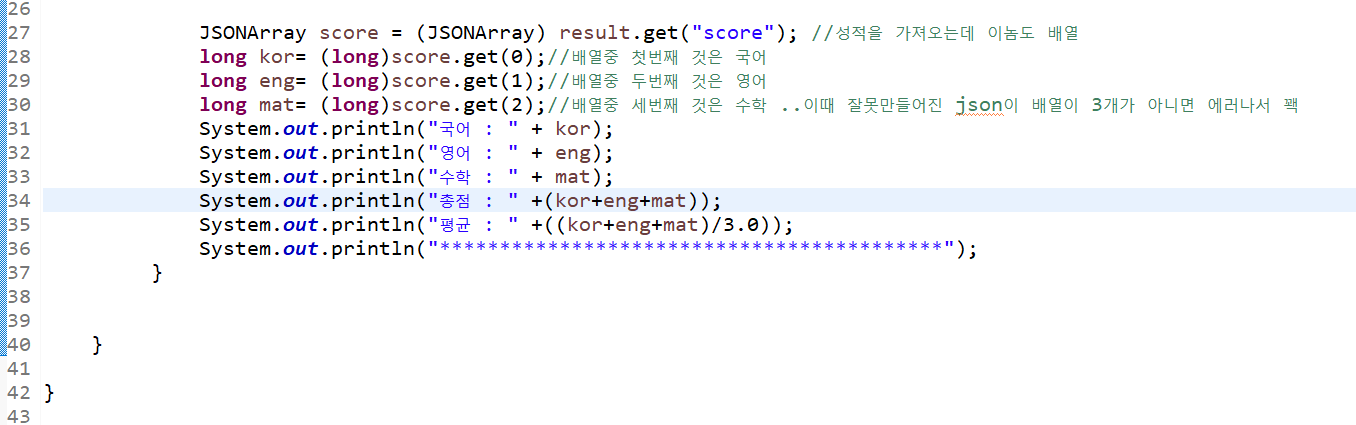 26
27 JSONArray score = (JSONArray) result.get("score"); //성적을 가져오는데 이놈도 배열
28 long kor= (long)score.get(0);//배열중 첫번째 것은 국어
29 long eng= (long)score.get(1);//배열중 두번째 것은 영어
30 long mat= (long)score.get(2);//배열중 세번째 것은 수학 ..이때 잘못만들어진 json이 배열이 3개가 아니면 에러나서 꽥
31 System.out.println("국어 : " + kor);
32 System.out.println("영어 : " + eng);
33 System.out.println("수학 : " + mat);
34 System.out.println("총점 : " +(kor+eng+mat));
35 System.out.println("평균 : " +((kor+eng+mat)/3.0));
36 System.out.println("******************************************");
37 }
38
39
40 }
41
42 }
43